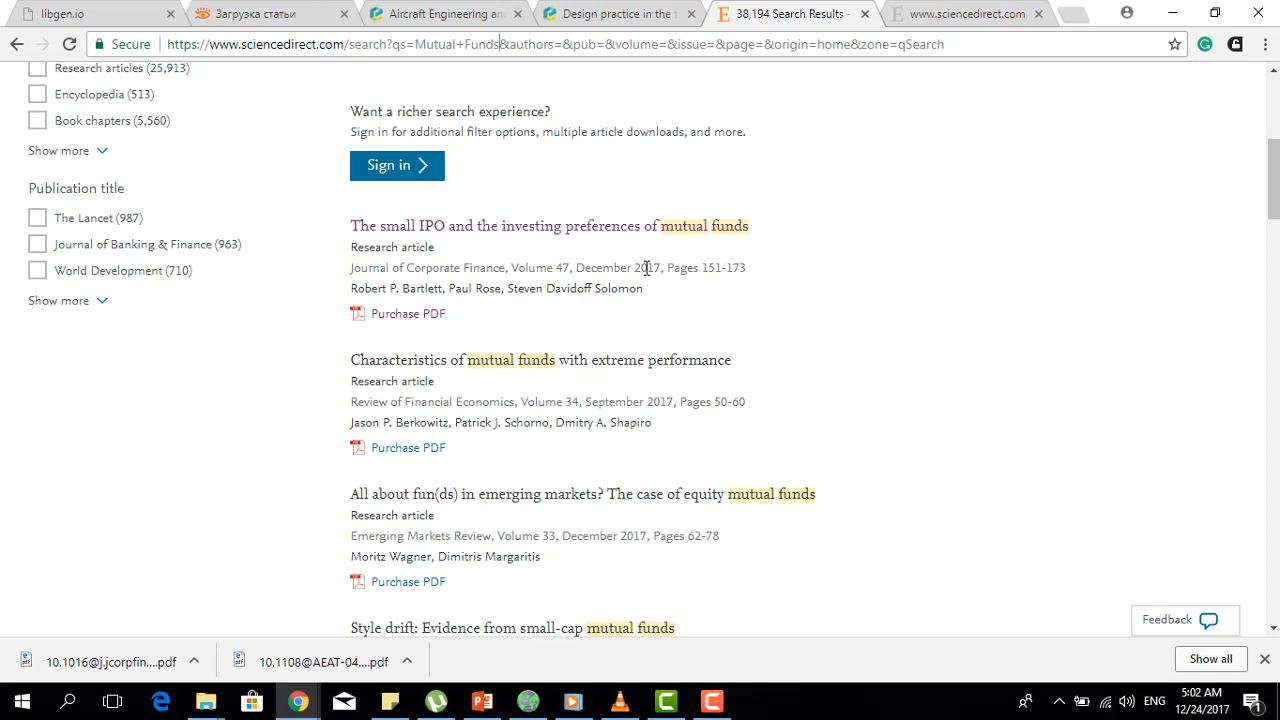 libgen.io
Загрузка статьи
Aircraft Engineering an
Design practice in the t
38,194 Search Results -
www.sciencedirect.com
Secure
https://www.sciencedirect.com/search?qs=Mutual+Funds&authors=&pub=&volume=&issue=&page=&origin=home&zone=qSearch
Research articles (25,913)
Encyclopedia (513)
Book chapters (5,560)
Show more
Publication title
The Lancet (987)
Journal of Banking & Finance (963)
World Development (710)
Show more
Want a richer search experience?
Sign in for additional filter options, multiple article downloads, and more.
Sign in
The small IPO and the investing preferences of mutual funds
Research article
Journal of Corporate Finance, Volume 47, December 2017, Pages 151-173
Robert P. Bartlett, Paul Rose, Steven Davidoff Solomon
Purchase PDF
Characteristics of mutual funds with extreme performance
Research article
Review of Financial Economics, Volume 34, September 2017, Pages 50-60
Jason P. Berkowitz, Patrick J. Schorno, Dmitry A. Shapiro
Purchase PDF
All about fun(ds) in emerging markets? The case of equity mutual funds
Research article
Emerging Markets Review, Volume 33, December 2017, Pages 62-78
Moritz Wagner, Dimitris Margaritis
Purchase PDF
Style drift: Evidence from small-cap mutual funds
Feedback
10.1016@j.jcorpfin....pdf
10.1108@AEAT-04....pdf
Show all
ENG
5:02 AM
12/24/2017